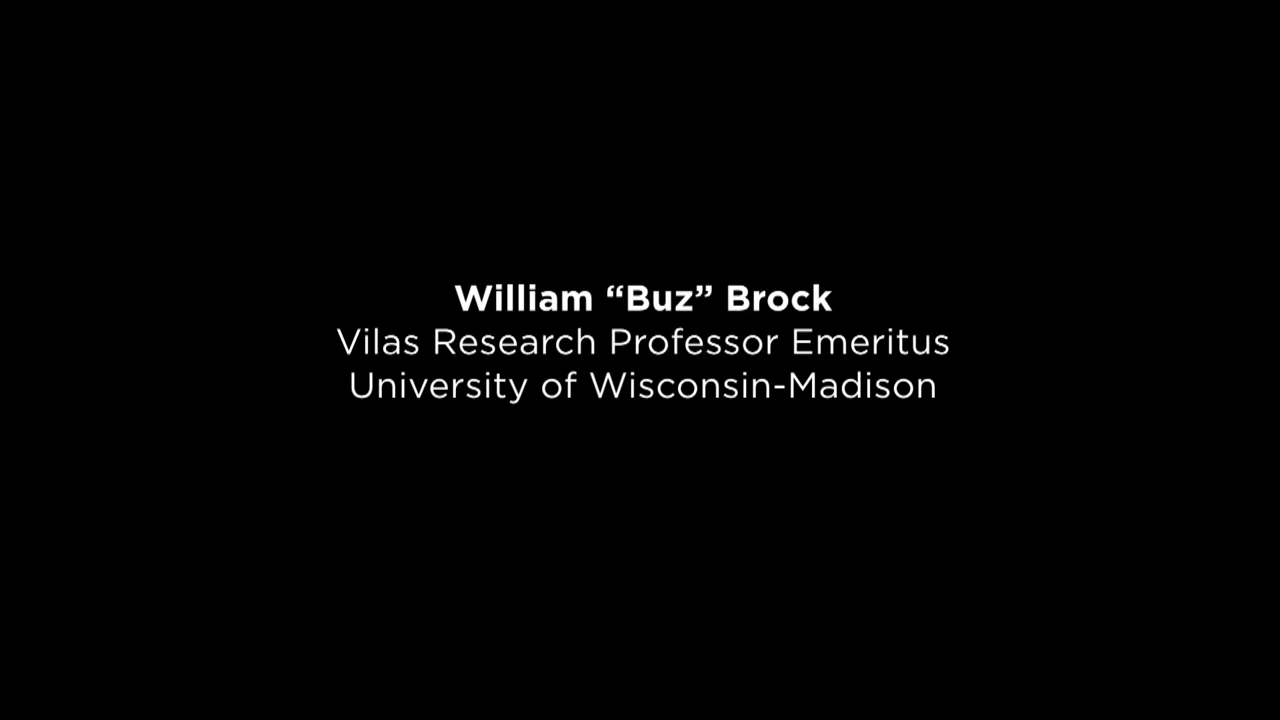 William “Buz” Brock
Vilas Research Professor Emeritus
University of Wisconsin-Madison